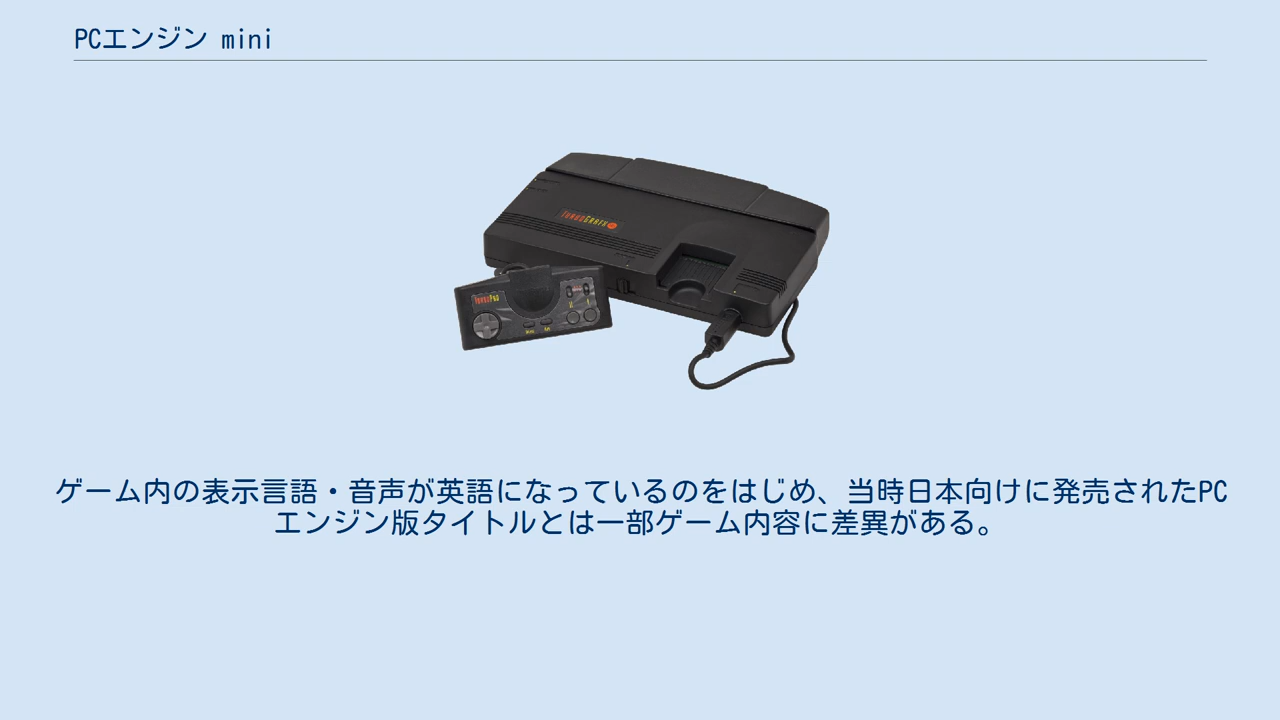 PCエンジン mini
TURBOGRAFX
TURBOPAD
ゲーム内の表示言語・音声が英語になっているのをはじめ、当時日本向けに発売されたPC
エンジン版タイトルとは一部ゲーム内容に差異がある。